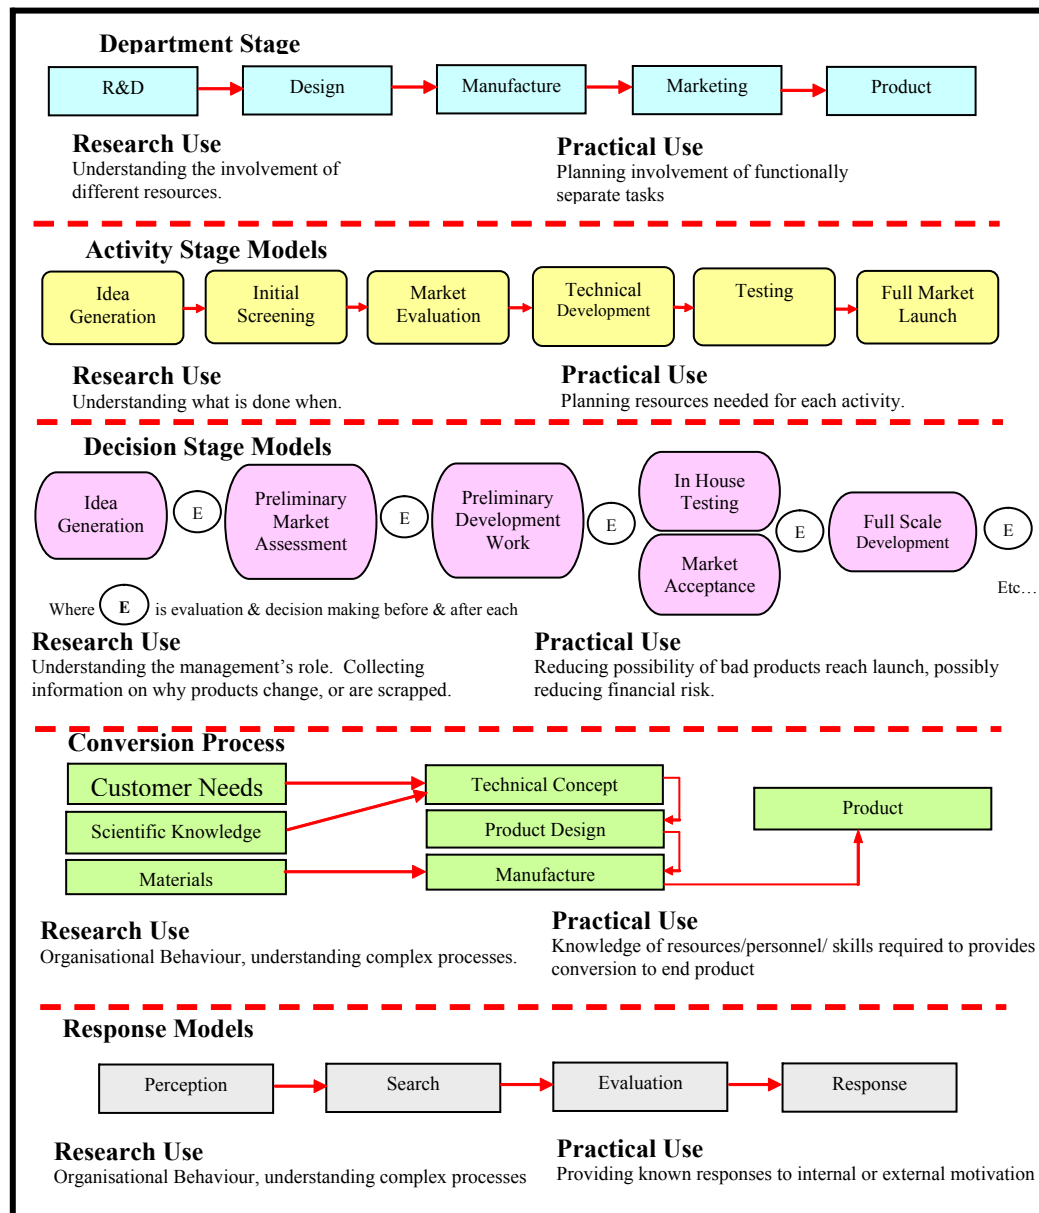 Department Stage
R&D
Design
Manufacture
Marketing
Product
Research Use
Understanding the involvement of
different resources.
Practical Use
Planning involvement of functionally
separate tasks
Activity Stage Models
Idea
Generation
Initial
Screening
Market
Evaluation
Technical
Development
Testing
Full Market
Launch
Research Use
Understanding what is done when.
Practical Use
Planning resources needed for each activity.
Decision Stage Models
Idea
Generation
E
Preliminary
Market
Assessment
E
Preliminary
Development
Work
E
In House
Testing
Market
Acceptance
E
Full Scale
Development
E
Etc…
Where E is evaluation & decision making before & after each
Research Use
Understanding the management’s role.  Collecting
information on why products change, or are scrapped.
Practical Use
Reducing possibility of bad products reach launch, possibly
reducing financial risk.
Conversion Process
Customer Needs
Scientific Knowledge
Materials
Technical Concept
Product Design
Manufacture
Product
Research Use
Organisational Behaviour, understanding complex processes.
Practical Use
Knowledge of resources/personnel/ skills required to provides
conversion to end product
Response Models
Perception
Search
Evaluation
Response
Research Use
Organisational Behaviour, understanding complex processes
Practical Use
Providing known responses to internal or external motivation